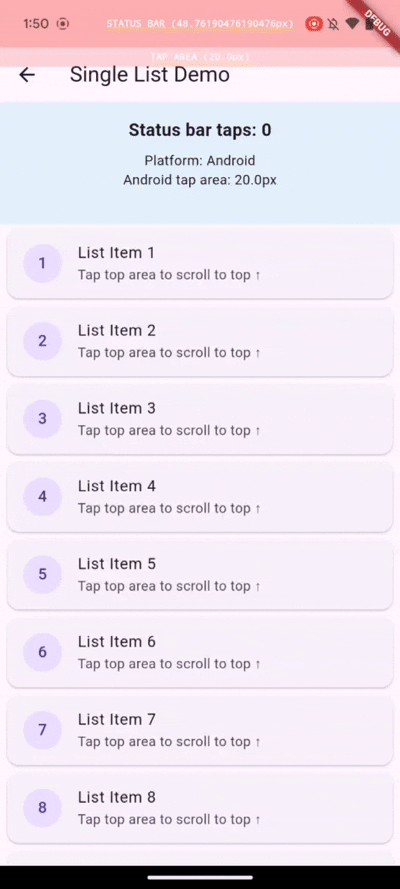 1:50
STATUS BAR (48.76190476190476px)
DEBUG
TAP AREA (20.0px)
Single List Demo
Status bar taps: 0
Platform: Android
Android tap area: 20.0px
1
List Item 1
Tap top area to scroll to top ↑
2
List Item 2
Tap top area to scroll to top ↑
3
List Item 3
Tap top area to scroll to top ↑
4
List Item 4
Tap top area to scroll to top ↑
5
List Item 5
Tap top area to scroll to top ↑
6
List Item 6
Tap top area to scroll to top ↑
7
List Item 7
Tap top area to scroll to top ↑
8
List Item 8
Tap top area to scroll to top ↑